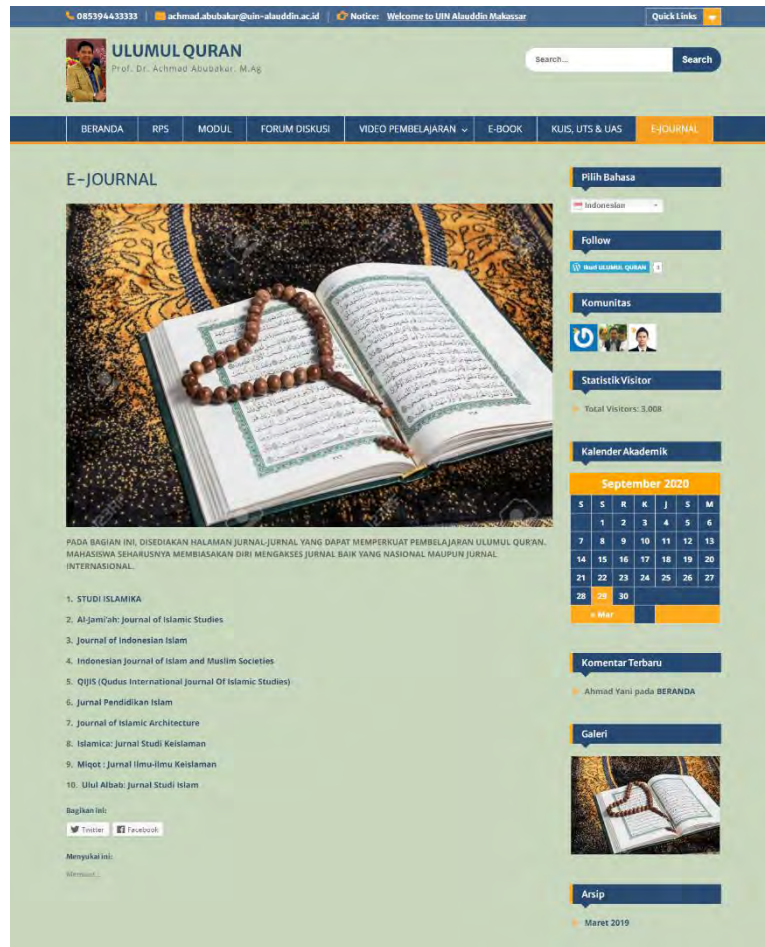 085394433333
achmad.abubakar@uin-alauddin.ac.id
Notice: Welcome to UIN Alauddin Makassar
Quick Links
ULUMUL QURAN
Prof. Dr. Achmad Abubakar, M.Ag
Search...
Search
BERANDA
RPS
MODUL
FORUM DISKUSI
VIDEO PEMBELAJARAN
E-BOOK
KUIS, UTS & UAS
E-JOURNAL
E-JOURNAL
PADA BAGIAN INI, DISEDIAKAN HALAMAN JURNAL-JURNAL YANG DAPAT MEMPERKUAT PEMBELAJARAN ULUMUL QUR'AN.
MAHASISWA SEHARUSNYA MEMBIASAKAN DIRI MENGAKSES JURNAL BAIK YANG NASIONAL MAUPUN JURNAL
INTERNASIONAL.
1. STUDI ISLAMIKA
2. Al-Jami'ah: Journal of Islamic Studies
3. Journal of Indonesian Islam
4. Indonesian Journal of Islam and Muslim Societies
5. QIJIS (Qudus International Journal Of Islamic Studies)
6. Jurnal Pendidikan Islam
7. Journal of Islamic Architecture
8. Islamica: Jurnal Studi Keislaman
9. Miqot : Jurnal Ilmu-ilmu Keislaman
10. Ulul Albab: Jurnal Studi Islam
Bagikan ini:
Twitter
Facebook
Menyukai ini:
Memuat...
Pilih Bahasa
Indonesian
Follow
Ikuti ULUMUL QURAN
Komunitas
Statistik Visitor
Total Visitors: 3.008
Kalender Akademik
September 2020
S S R K J S M
1 2 3 4 5 6
7 8 9 10 11 12 13
14 15 16 17 18 19 20
21 22 23 24 25 26 27
28 29 30
« Mar
Komentar Terbaru
Ahmad Yani pada BERANDA
Galeri
Arsip
Maret 2019